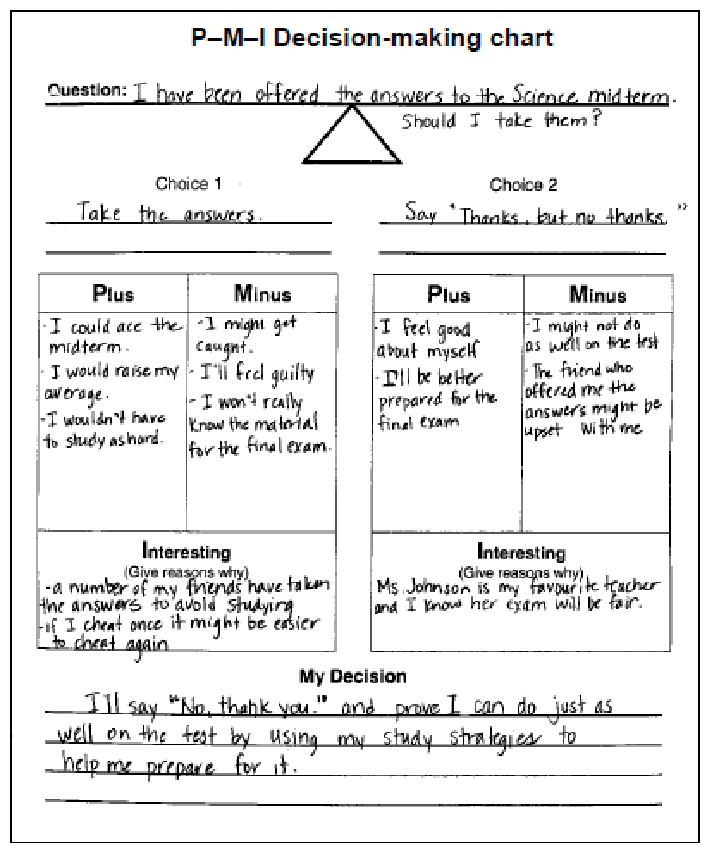 P–M–I Decision-making chart
Question: I have been offered the answers to the Science midterm.
Should I take them?
Choice 1
Take the answers.
Choice 2
Say "Thanks, but no thanks."
Plus
· I could ace the
midterm.
· I would raise my
average.
· I wouldn't have
to study as hard.
Minus
· I might get
caught.
· I'll feel guilty
· I won't really
know the material
for the final exam.
Interesting
(Give reasons why)
- a number of my friends have taken
the answers to avoid studying
- if I cheat once it might be easier
to cheat again
Plus
· I feel good
about myself
· I'll be better
prepared for the
final exam
Minus
· I might not do
as well on the test
· The friend who
offered me the
answers might be
upset with me
Interesting
(Give reasons why)
Ms. Johnson is my favourite teacher
and I know her exam will be fair.
My Decision
I'll say "No, thank you." and prove I can do just as
well on the test by using my study strategies to
help me prepare for it.